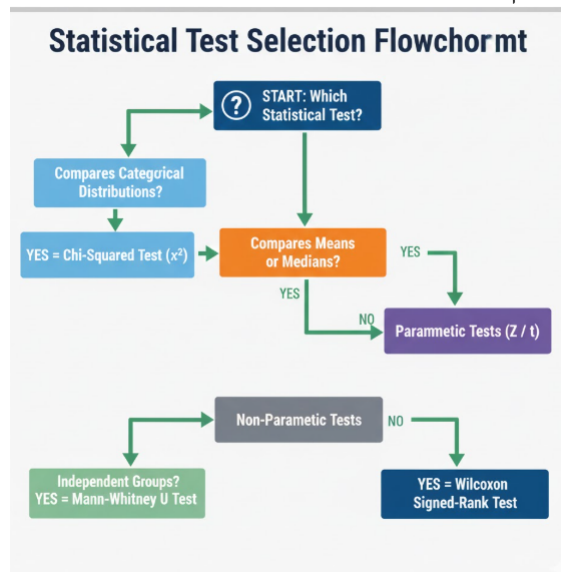 Statistical Test Selection Flowchormt
?
START: Which
Statistical Test?
Compares Categorical
Distributions?
YES = Chi-Squared Test (x²)
Compares Means
or Medians?
YES
YES
NO
Parammetic Tests (Z / t)
Non-Parametic Tests
NO
Independent Groups?
YES = Mann-Whitney U Test
YES = Wilcoxon
Signed-Rank Test